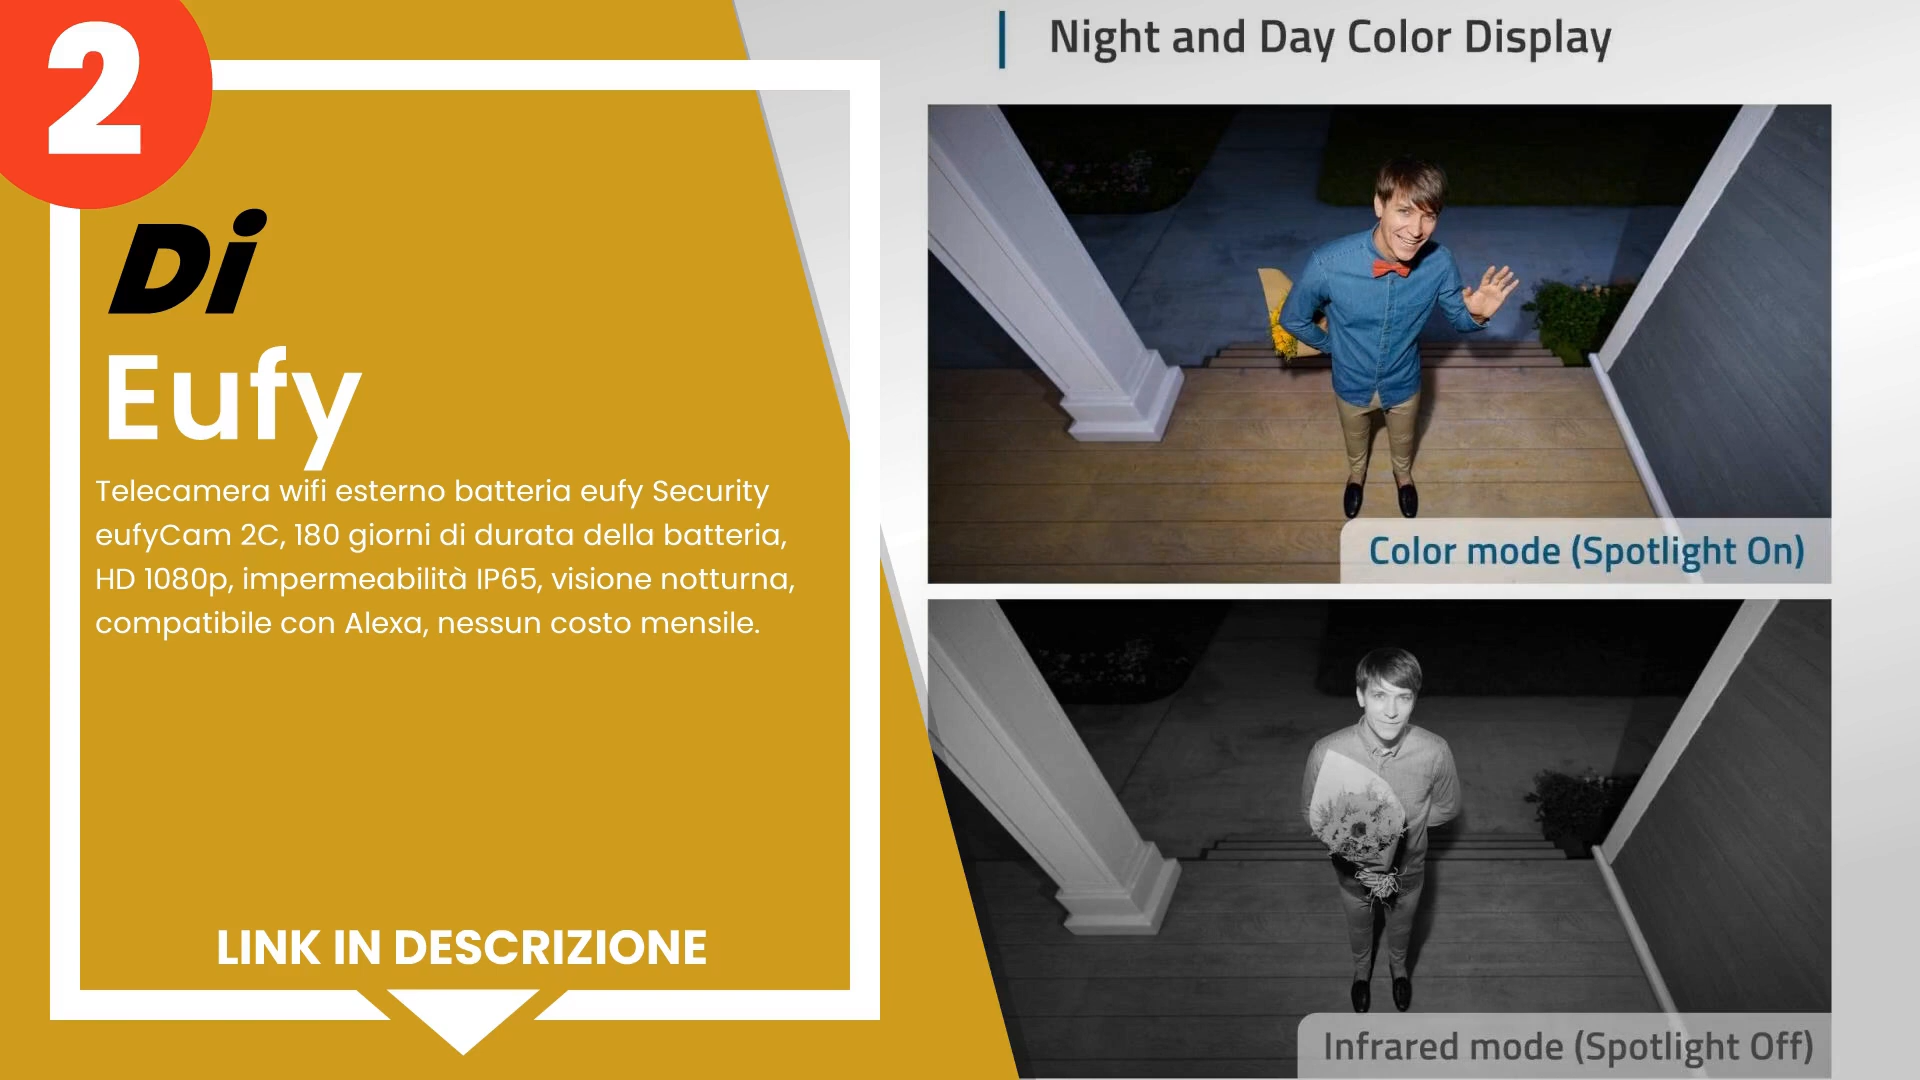 2
Di
Eufy
Telecamera wifi esterno batteria eufy Security
eufyCam 2C, 180 giorni di durata della batteria,
HD 1080p, impermeabilità IP65, visione notturna,
compatibile con Alexa, nessun costo mensile.
LINK IN DESCRIZIONE
Night and Day Color Display
Color mode (Spotlight On)
Infrared mode (Spotlight Off)